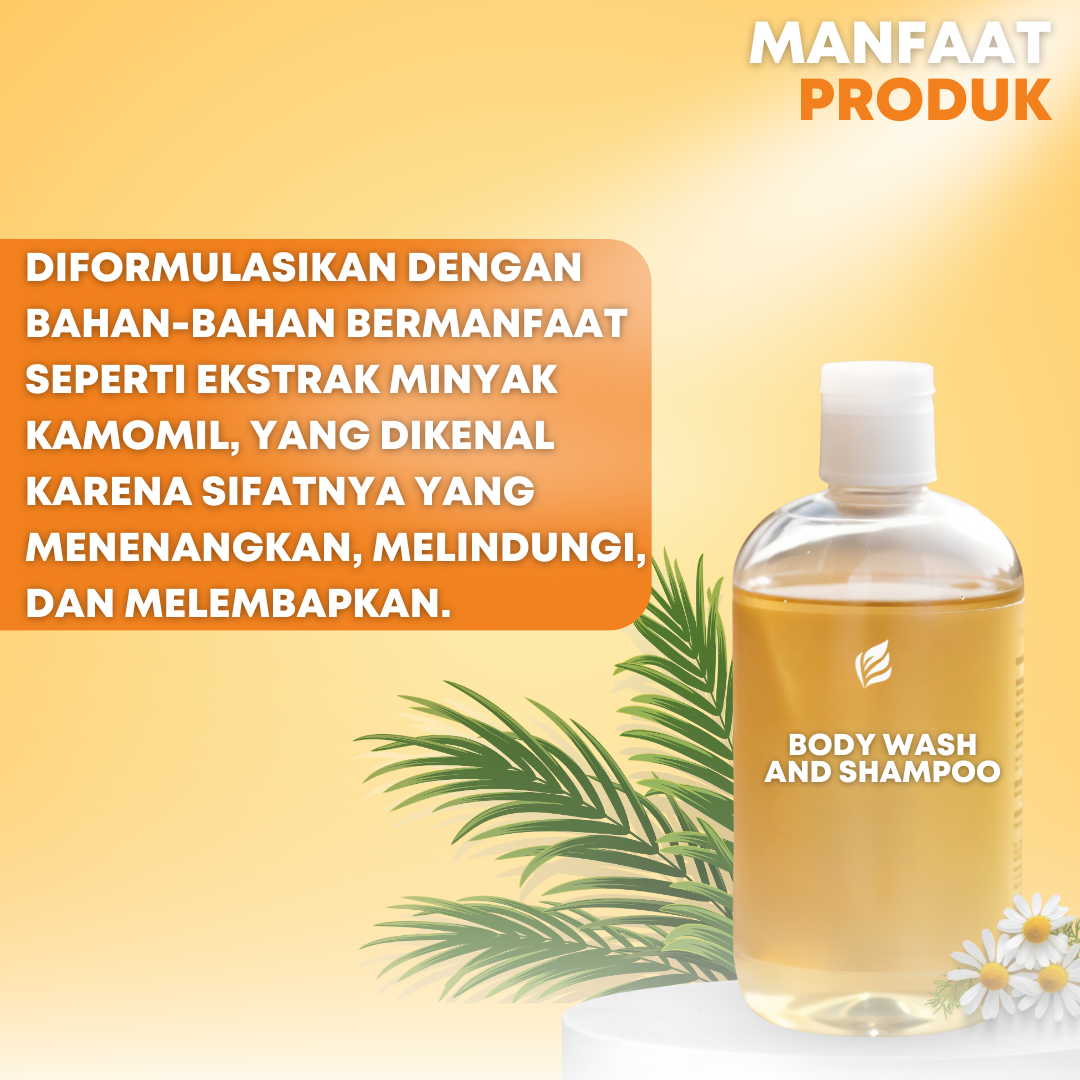 MANFAAT
PRODUK
DIFORMULASIKAN DENGAN
BAHAN-BAHAN BERMANFAAT
SEPERTI EKSTRAK MINYAK
KAMOMIL, YANG DIKENAL
KARENA SIFATNYA YANG
MENENANGKAN, MELINDUNGI,
DAN MELEMBAPKAN.
BODY WASH
AND SHAMPOO